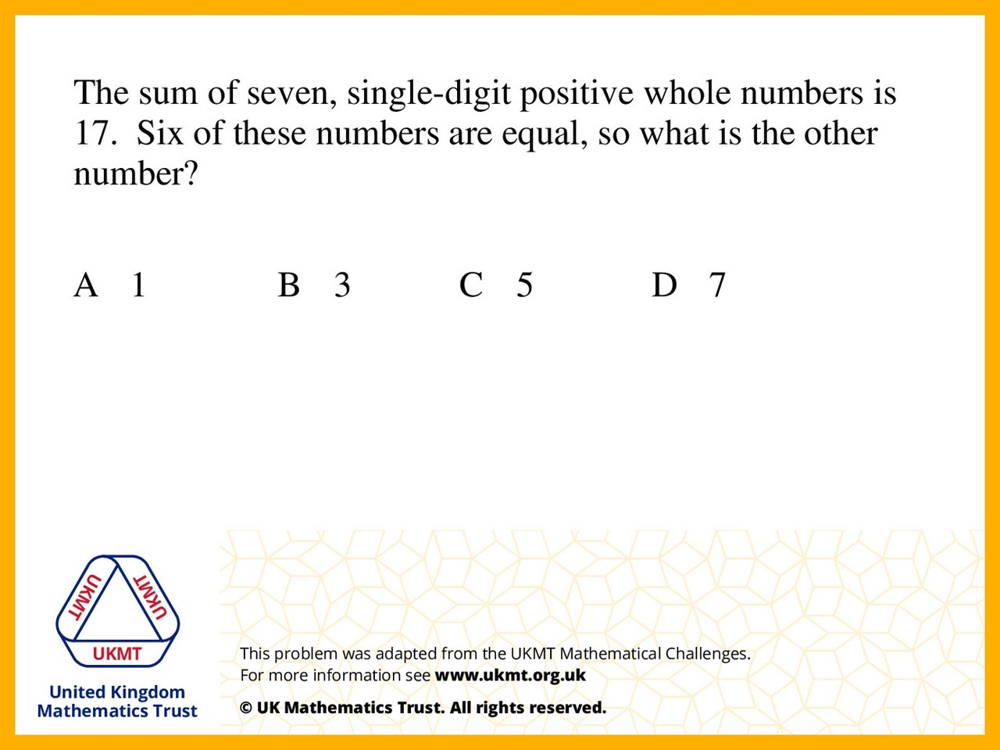 The sum of seven, single-digit positive whole numbers is
17.  Six of these numbers are equal, so what is the other
number?
A 1 B 3 C 5 D 7
UKMT UKMT
UKMT
United Kingdom
Mathematics Trust
This problem was adapted from the UKMT Mathematical Challenges.
For more information see www.ukmt.org.uk
© UK Mathematics Trust. All rights reserved.